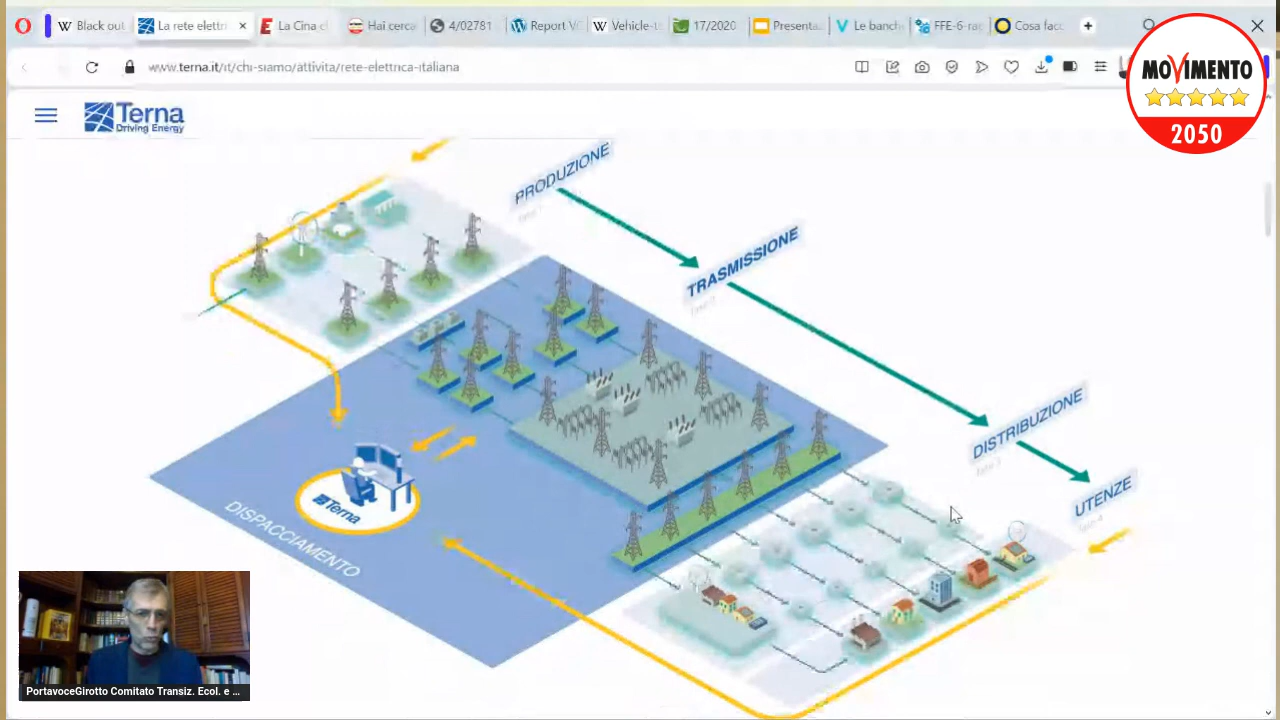 Black out
La rete elettri
La Cina c
Hai cerca
4/02781
Report V
Vehicle-t
17/2020
Presenta
Le banch
FFE-6-rac
Cosa facc
www.terna.it/it/chi-siamo/attivita/rete-elettrica-italiana
MOVIMENTO
2050
Terna
Driving Energy
PRODUZIONE
TRASMISSIONE
DISTRIBUZIONE
UTENZE
Terna
DISPACCIAMENTO
PortavoceGirotto Comitato Transiz. Ecol. e ...